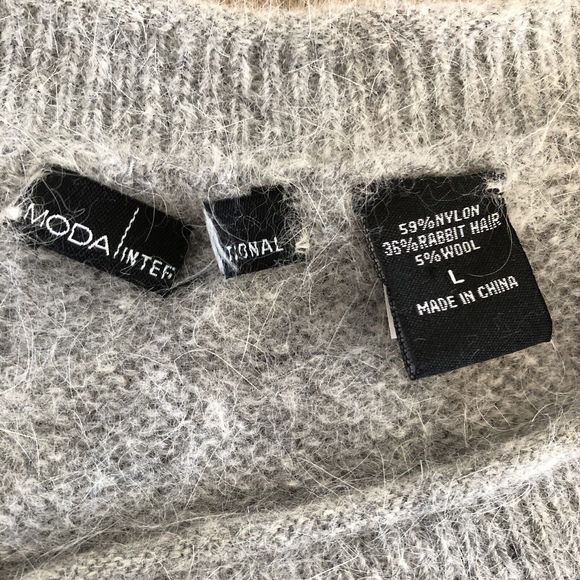 MODA INTER
TIONAL
59%NYLON
36%RABBIT HAIR
5%WOOL
L
MADE IN CHINA